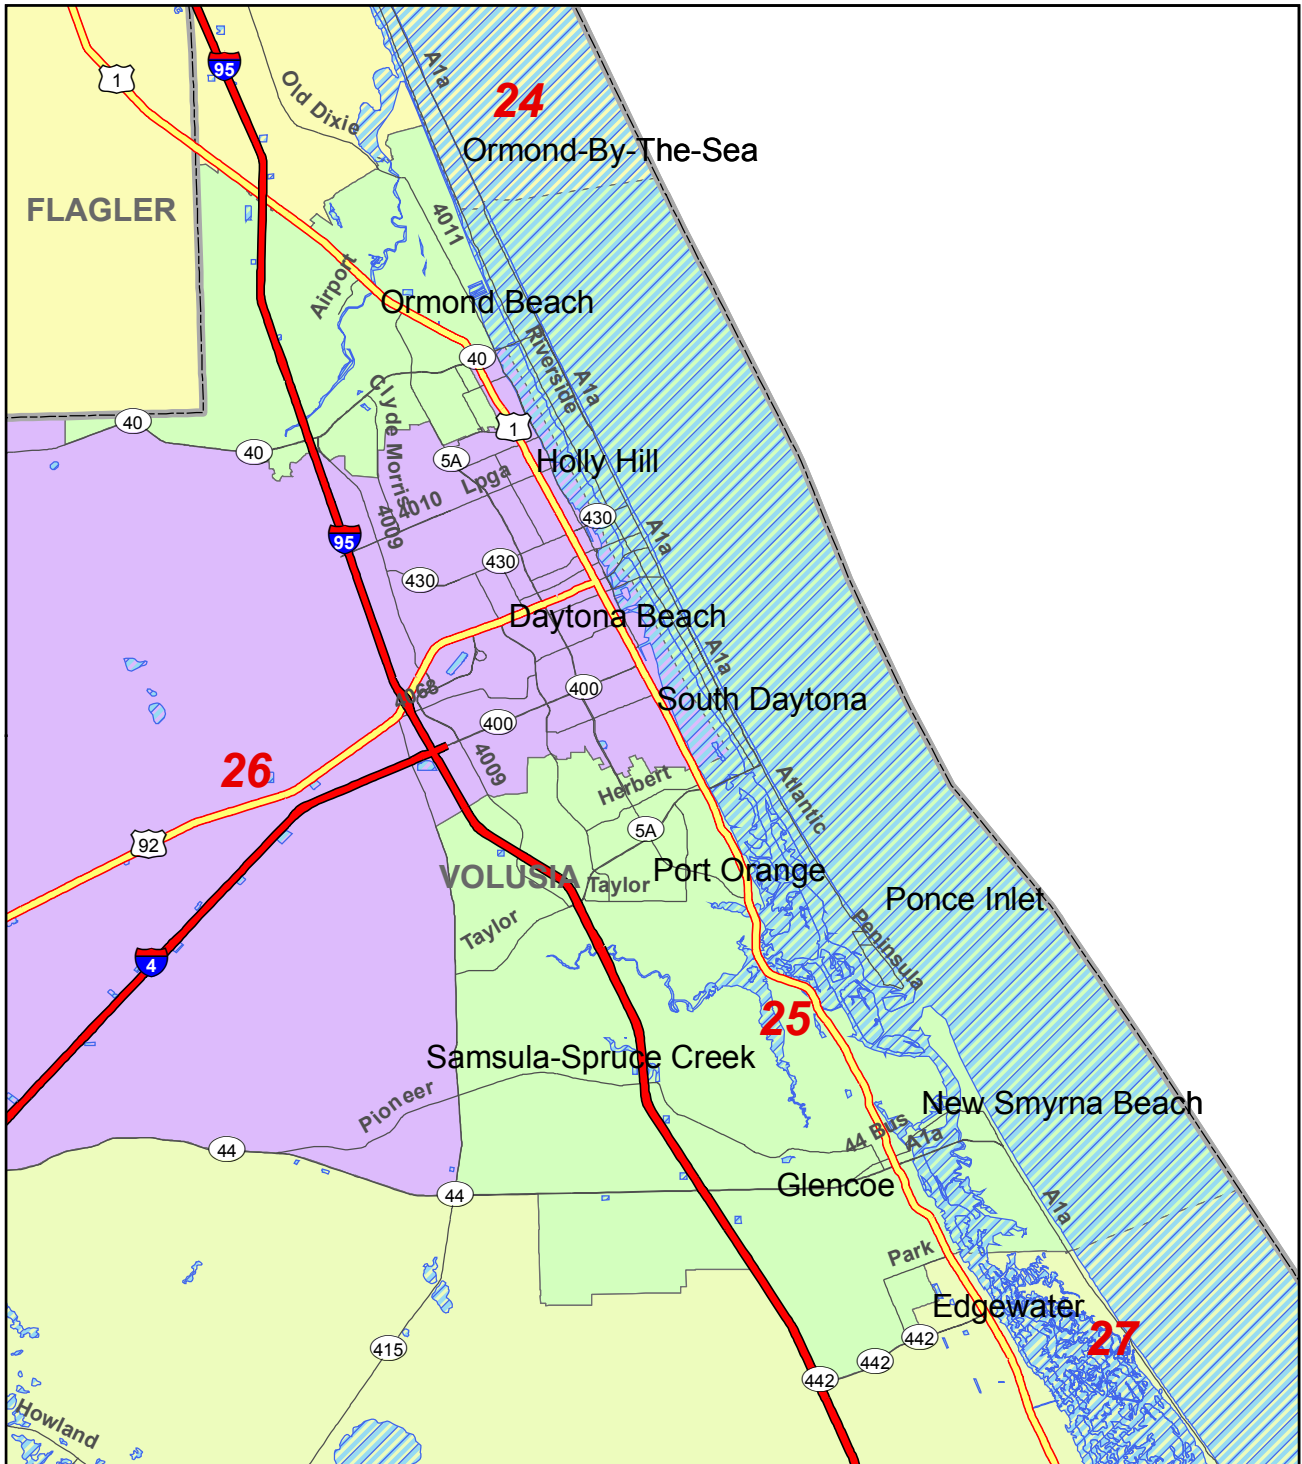 A1a
95
1
24
Old Dixie
Ormond-By-The-Sea
FLAGLER
4011
Airport
Ormond Beach
Riverside
40
A1a
Clyde Morris
40
1
40
5A
Holly Hill
Lpga
4010
430
4009
A1a
95
430
430
Daytona Beach
A1a
4068
400
South Daytona
400
4009
26
Atlantic
Herbert
5A
92
VOLUSIA
Taylor
Port Orange
Ponce Inlet
Taylor
Peninsula
4
25
Samsula-Spruce Creek
Pioneer
New Smyrna Beach
44 Bus
A1a
44
Glencoe
44
A1a
Park
Edgewater
27
442
415
442
442
Howland